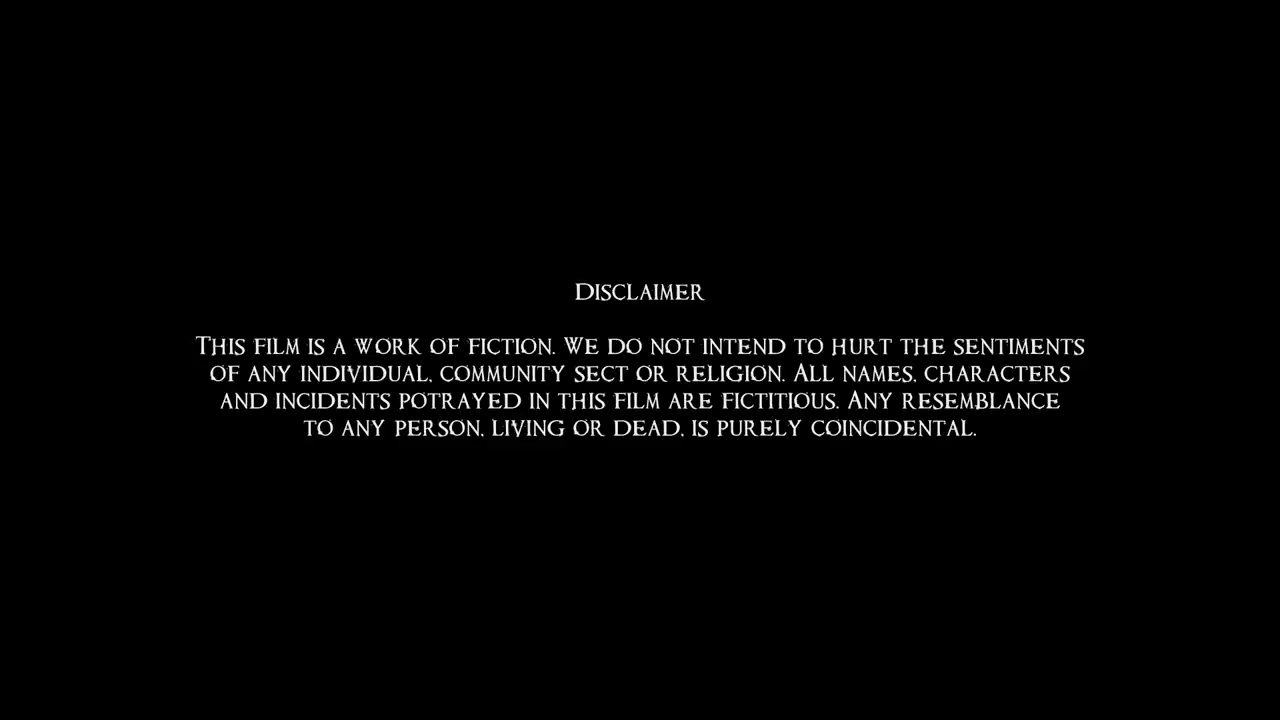 Disclaimer
This film is a work of fiction. We do not intend to hurt the sentiments
of any individual, community sect or religion. All names, characters
and incidents potrayed in this film are fictitious. Any resemblance
to any person, living or dead, is purely coincidental.